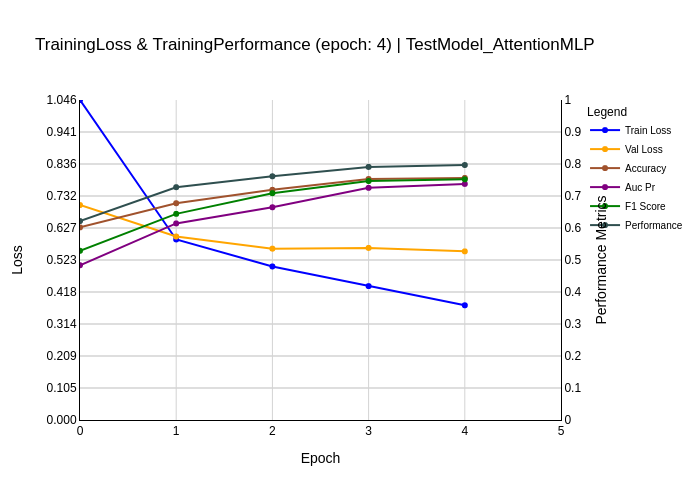 TrainingLoss & TrainingPerformance (epoch: 4) | TestModel_AttentionMLP
1.046
0.941
0.836
0.732
0.627
0.523
0.418
0.314
0.209
0.105
0.000
Loss
0
1
2
3
4
5
Epoch
1
0.9
0.8
0.7
0.6
0.5
0.4
0.3
0.2
0.1
0
Performance Metrics
Legend
Train Loss
Val Loss
Accuracy
Auc Pr
F1 Score
Performance